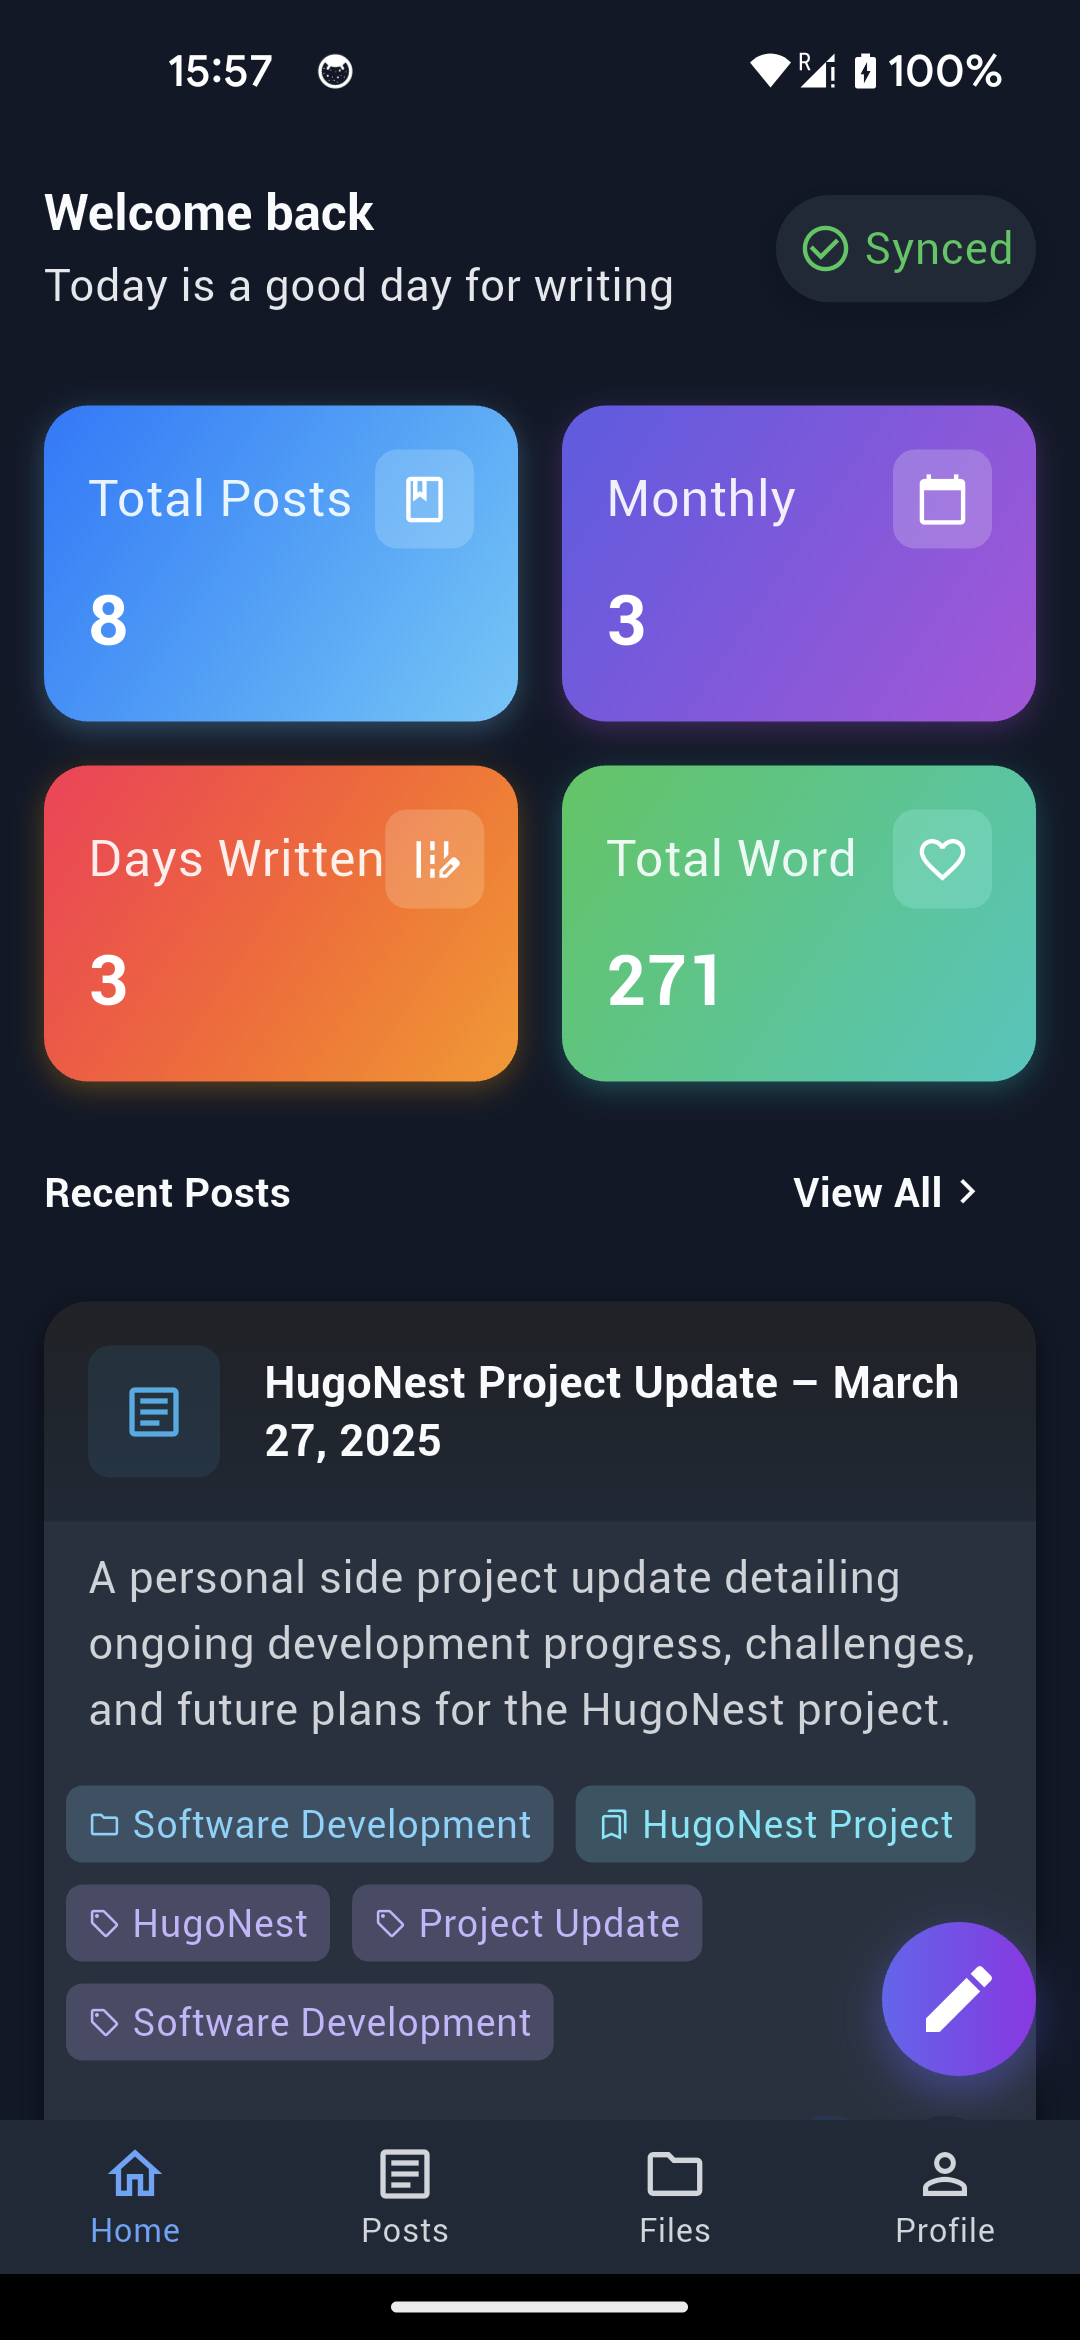 15:57
R
100%
Welcome back
Today is a good day for writing
Synced
Total Posts
8
Monthly
3
Days Written
3
Total Word
271
Recent Posts
View All
HugoNest Project Update – March
27, 2025
A personal side project update detailing
ongoing development progress, challenges,
and future plans for the HugoNest project.
Software Development
HugoNest Project
HugoNest
Project Update
Software Development
Home
Posts
Files
Profile